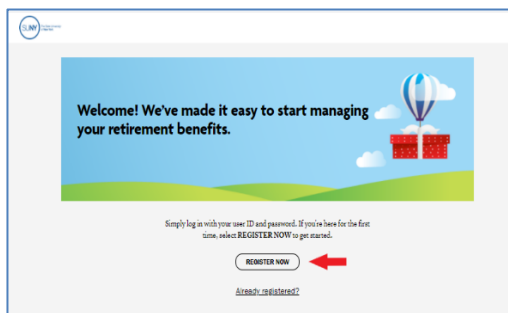 SUNY
Welcome! We've made it easy to start managing
your retirement benefits.
Simply log in with your user ID and password. If you're here for the first
time, select REGISTER NOW to get started.
REGISTER NOW
Already registered?